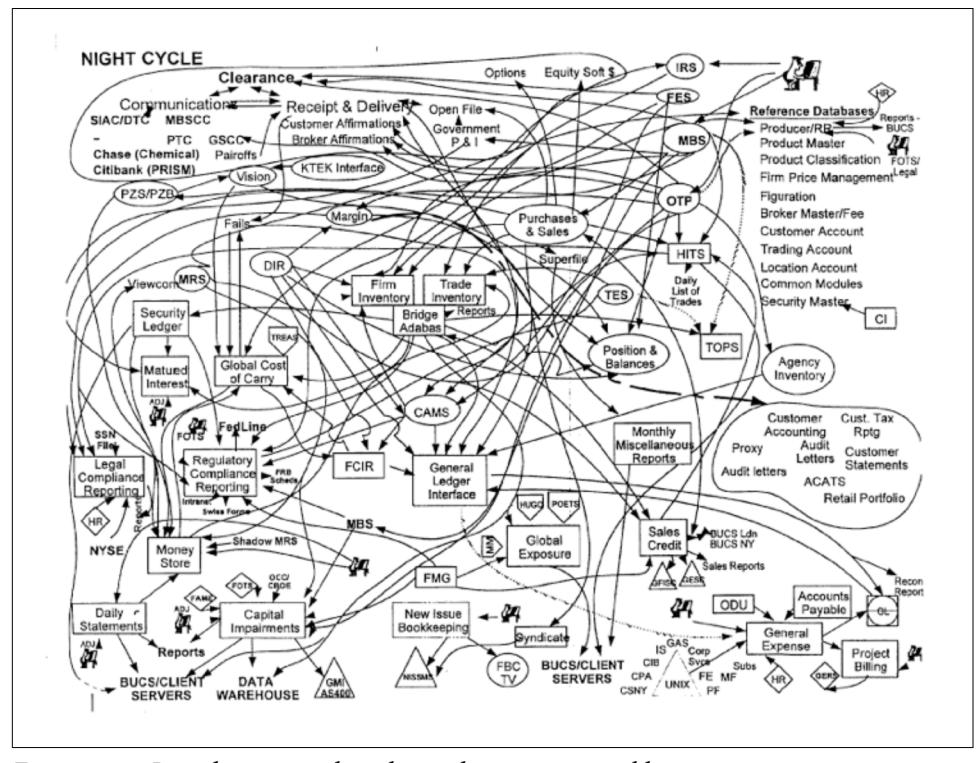 NIGHT CYCLE
Clearance
Options
Equity Soft $
IRS
Communications
SIAC/DTC MBSCC
PTC GSCC
Chase (Chemical) Pairoffs
Citibank (PRISM)
Receipt & Delivery
Customer Affirmations
Broker Affirmations
Open File
Government
P & I
FES
MBS
HR
Reference Databases
Producer/RR
Product Master
Product Classification
Firm Price Management
Figuration
Broker Master/Fee
Customer Account
Trading Account
Location Account
Common Modules
Security Master
Reports -
BUCS
FOTS/
Legal
CI
PZS/PZB
Vision
KTEK Interface
OTP
Fails
Margin
Purchases
& Sales
Superfile
HITS
Daily
List of
Trades
DIR
Viewcom
MRS
Firm
Inventory
Trade
Inventory
Bridge
Adabas
Reports
TES
TOPS
Security
Ledger
TREAS
Matued
Interest
Global Cost
of Carry
Position &
Balances
Agency
Inventory
ADJ
CAMS
FOTS
FedLine
Monthly
Miscellaneous
Reports
Customer
Accounting
Cust. Tax
Rptg
Proxy
Audit
Letters
Customer
Statements
Audit letters
ACATS
Retail Portfolio
SSN
File
Legal
Compliance
Reporting
Regulatory
Compliance
Reporting
FRB
Scheds
FCIR
General
Ledger
Interface
Intranet
Swiss Forms
Reports
HR
NYSE
HUGO
POETS
MBS
Shadow MRS
Money
Store
MM
Global
Exposure
Sales
Credit
BUCS Ldn
BUCS NY
Sales Reports
GFISC
GESC
FMG
OCC/
CBOE
FOTS
FAME
Daily
Statements
ADJ
Capital
Impairments
New Issue
Bookkeeping
Syndicate
ODU
Accounts
Payable
Recon
Report
GL
General
Expense
Project
Billing
ADJ
Reports
BUCS/CLIENT
SERVERS
DATA
WAREHOUSE
GMI
AS400
NISSMS
FBC
TV
BUCS/CLIENT
SERVERS
GAS
IS Corp
Svcs
CIB
CPA
CSNY
UNIX
FE
PF
MF
Subs
HR
GERS